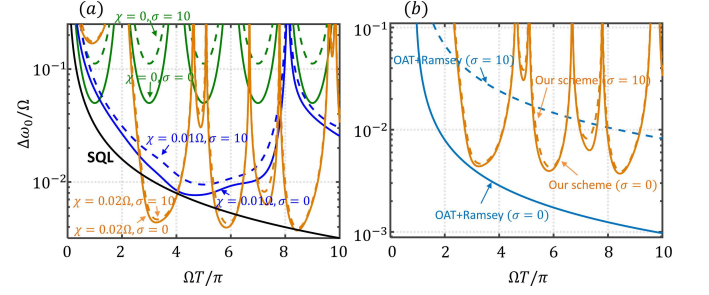 (a)
χ = 0, σ = 10
χ = 0, σ = 0
χ = 0.01Ω, σ = 10
SQL
χ = 0.02Ω, σ = 10
χ = 0.01Ω, σ = 0
χ = 0.02Ω, σ = 0
Δω₀/Ω
10⁻¹
10⁻²
0 2 4 6 8 10
ΩT/π
(b)
OAT+Ramsey (σ = 10)
Our scheme (σ = 10)
Our scheme (σ = 0)
OAT+Ramsey (σ = 0)
10⁻¹
10⁻²
10⁻³
0 2 4 6 8 10
ΩT/π